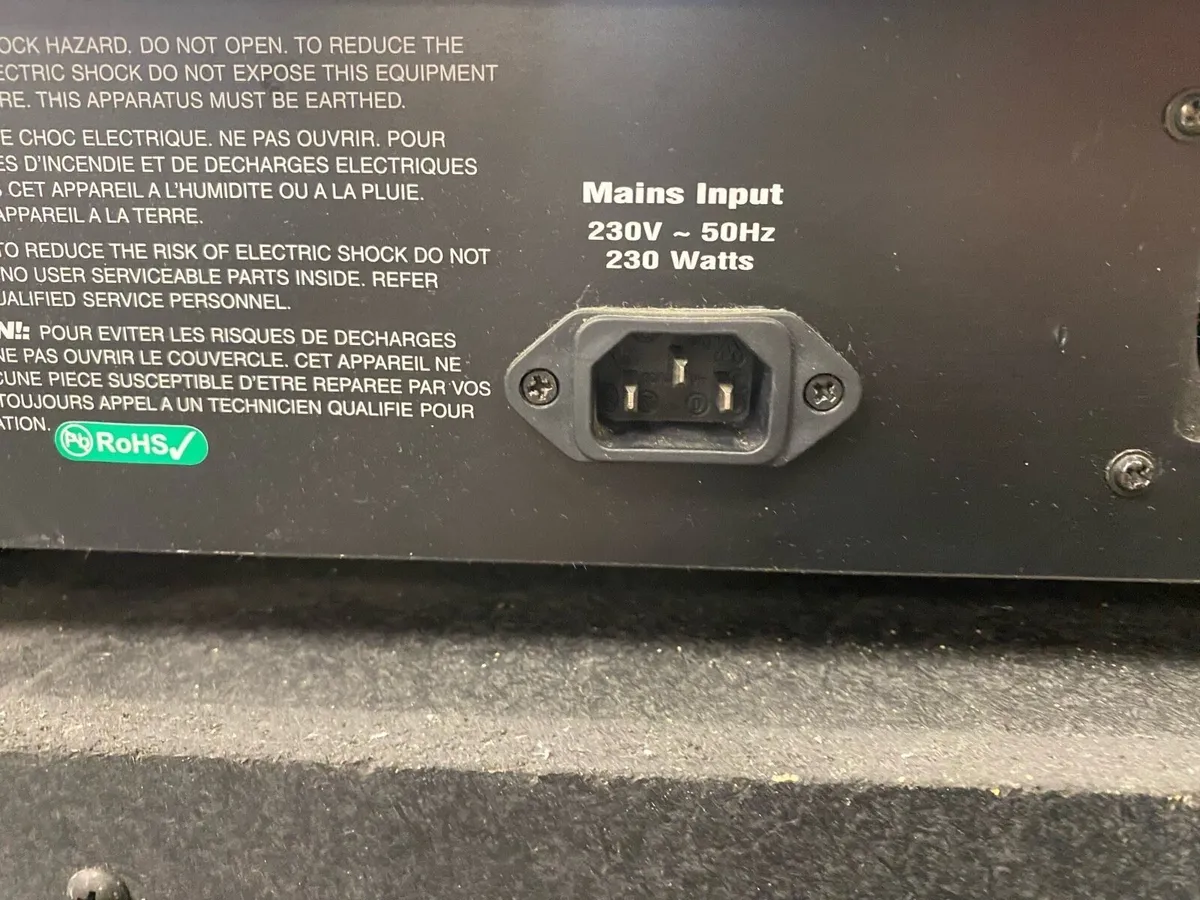 OCK HAZARD. DO NOT OPEN. TO REDUCE THE
ECTRIC SHOCK DO NOT EXPOSE THIS EQUIPMENT
RE. THIS APPARATUS MUST BE EARTHED.
E CHOC ELECTRIQUE. NE PAS OUVRIR. POUR
ES D'INCENDIE ET DE DECHARGES ELECTRIQUES
CET APPAREIL A L'HUMIDITE OU A LA PLUIE.
APPAREIL A LA TERRE.
TO REDUCE THE RISK OF ELECTRIC SHOCK DO NOT
NO USER SERVICEABLE PARTS INSIDE. REFER
UALIFIED SERVICE PERSONNEL.
N!: POUR EVITER LES RISQUES DE DECHARGES
NE PAS OUVRIR LE COUVERCLE. CET APPAREIL NE
CUNE PIECE SUSCEPTIBLE D'ETRE REPAREE PAR VOS
TOUJOURS APPEL A UN TECHNICIEN QUALIFIE POUR
ATION.
Pb RoHS
Mains Input
230V ~ 50Hz
230 Watts